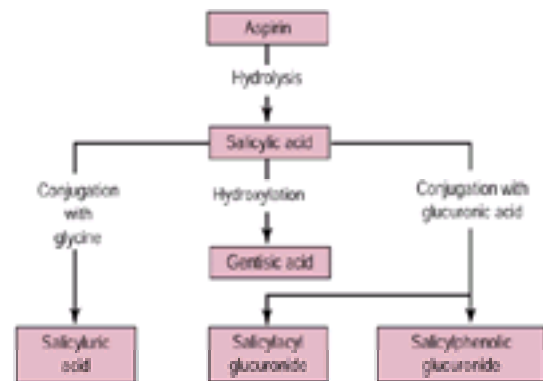 Aspirin
Hydrolysis
Salicylic acid
Conjugation
with
glycine
Hydroxylation
Conjugation with
glucuronic acid
Gentisic acid
Salicyluric
acid
Salicylacyl
glucuronide
Salicylphenolic
glucuronide